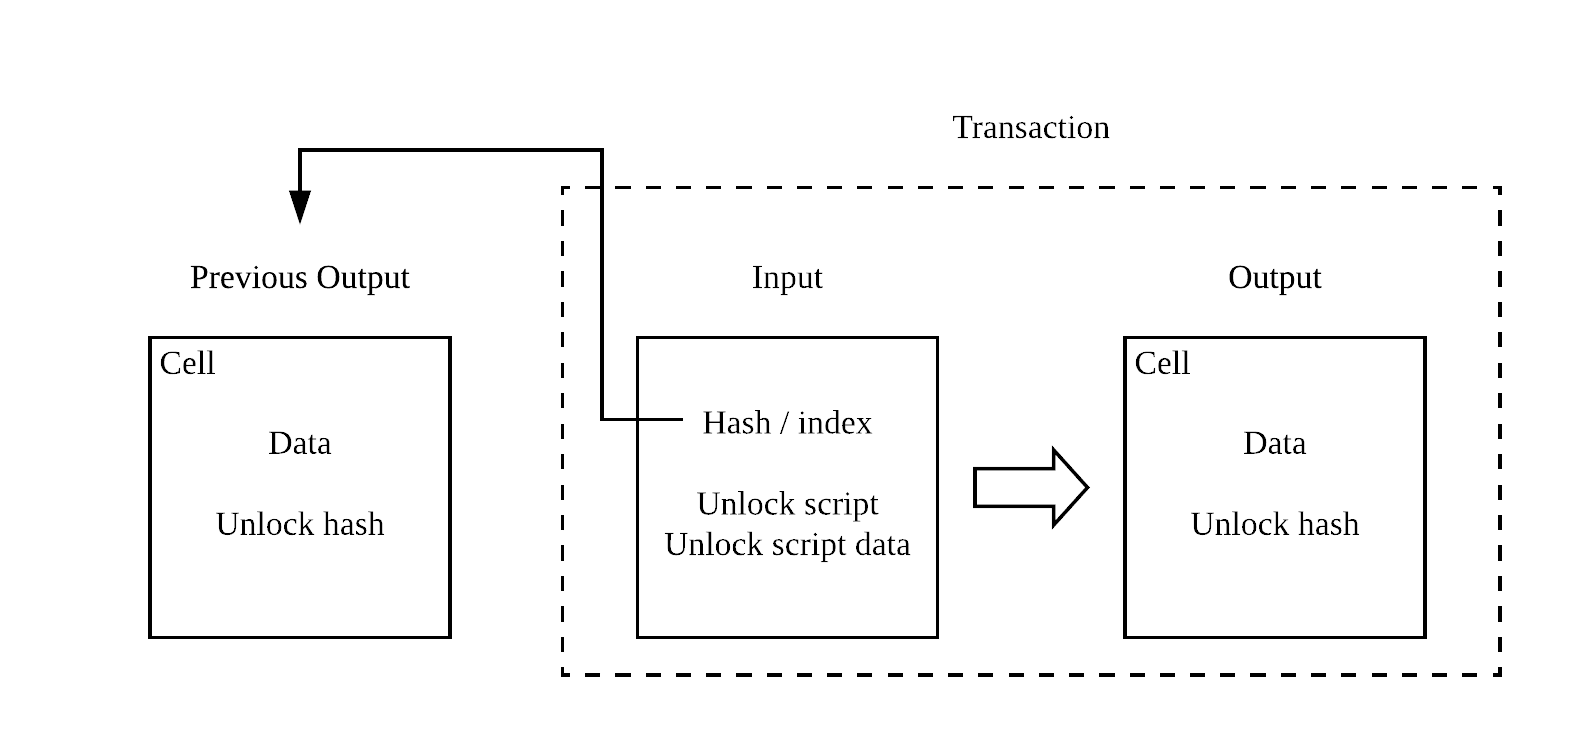 Transaction
Previous Output
Input
Output
Cell
Data
Unlock hash
Hash / index
Unlock script
Unlock script data
Cell
Data
Unlock hash